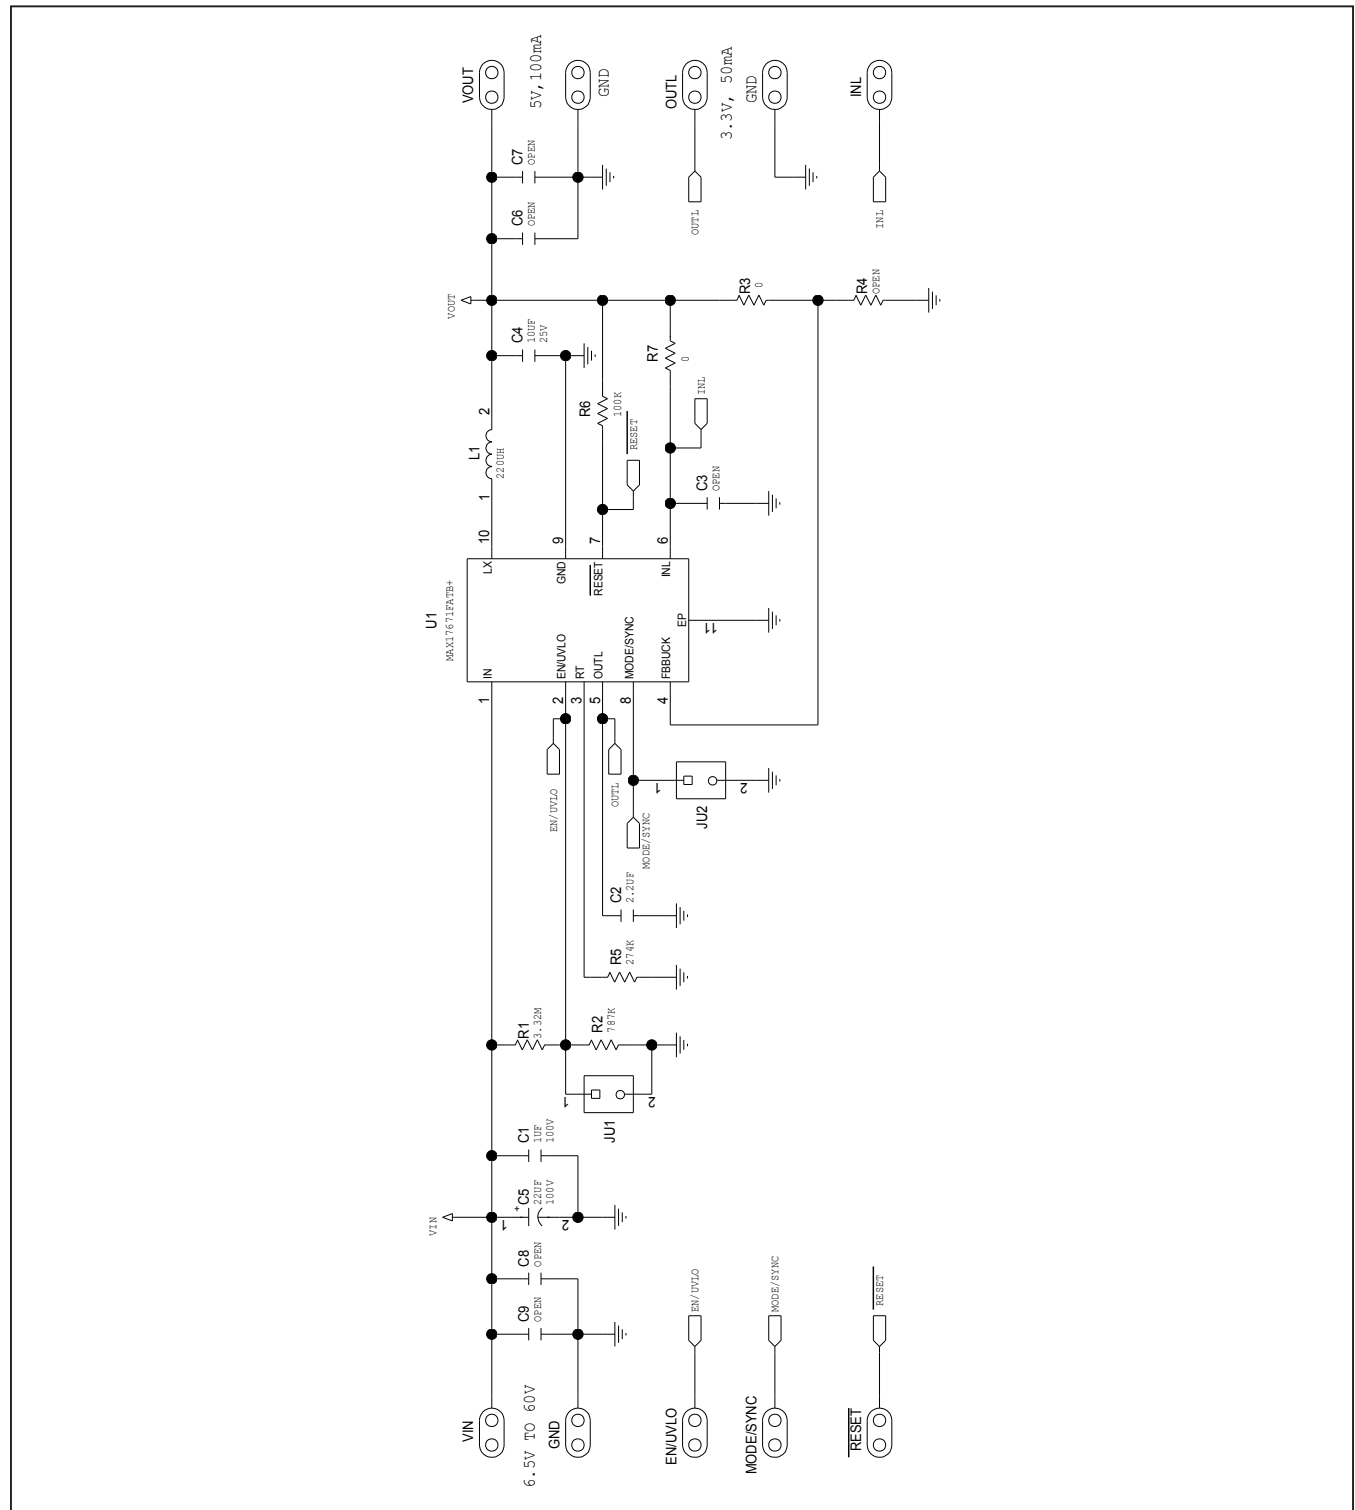 VIN
6.5V TO 60V
GND
C9
OPEN
C8
OPEN
VIN
1
+
C5
22UF
100V
2
C1
1UF
100V
JU1
1
2
R1
3.32M
R2
787K
R5
274K
C2
2.2UF
EN/UVLO
OUTL
MODE/SYNC
JU2
1
2
U1
MAX17671FATB+
1
IN
2
EN/UVLO
3
RT
5
OUTL
8
MODE/SYNC
4
FBBUCK
EP
11
LX
10
GND
9
RESET
7
INL
6
1
L1
220UH
2
C4
10UF
25V
R6
100K
RESET
C3
OPEN
INL
R7
0
VOUT
R3
0
R4
OPEN
C6
OPEN
C7
OPEN
VOUT
5V,100mA
GND
OUTL
OUTL
3.3V, 50mA
GND
INL
INL
EN/UVLO
EN/UVLO
MODE/SYNC
MODE/SYNC
RESET
RESET